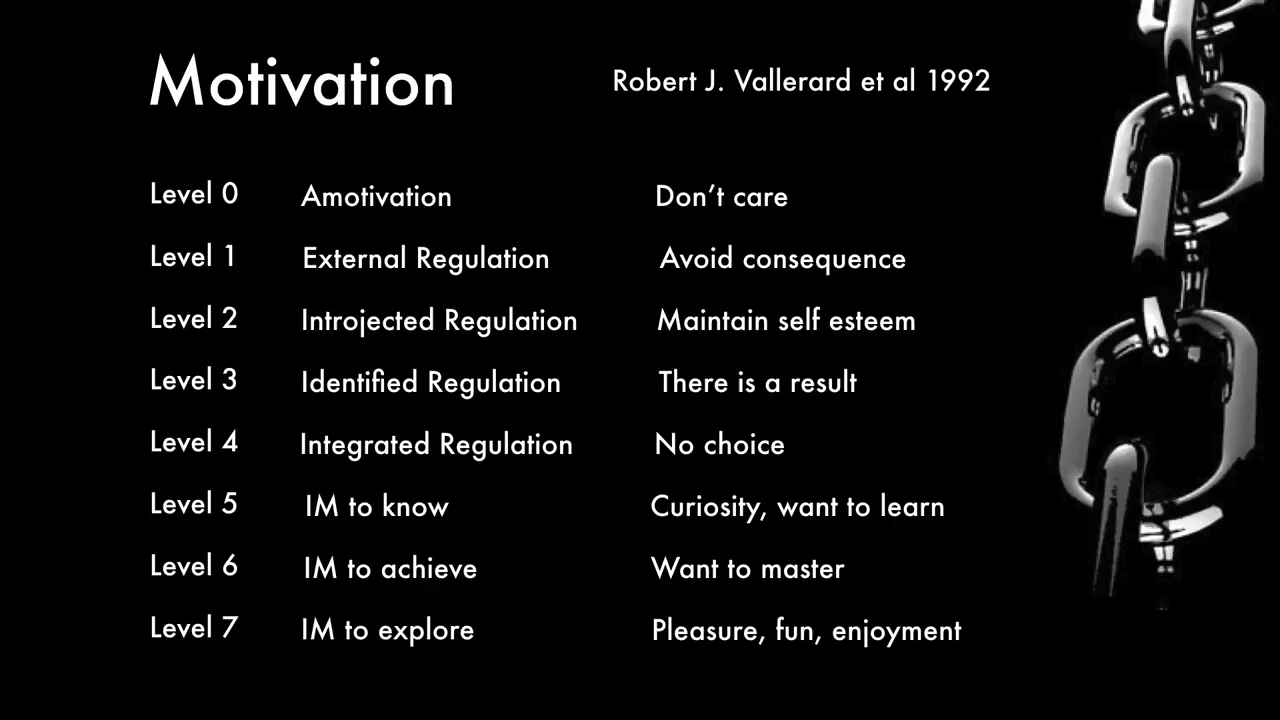 Motivation
Robert J. Vallerard et al 1992
Level 0 Amotivation Don’t care
Level 1 External Regulation Avoid consequence
Level 2 Introjected Regulation Maintain self esteem
Level 3 Identified Regulation There is a result
Level 4 Integrated Regulation No choice
Level 5 IM to know Curiosity, want to learn
Level 6 IM to achieve Want to master
Level 7 IM to explore Pleasure, fun, enjoyment